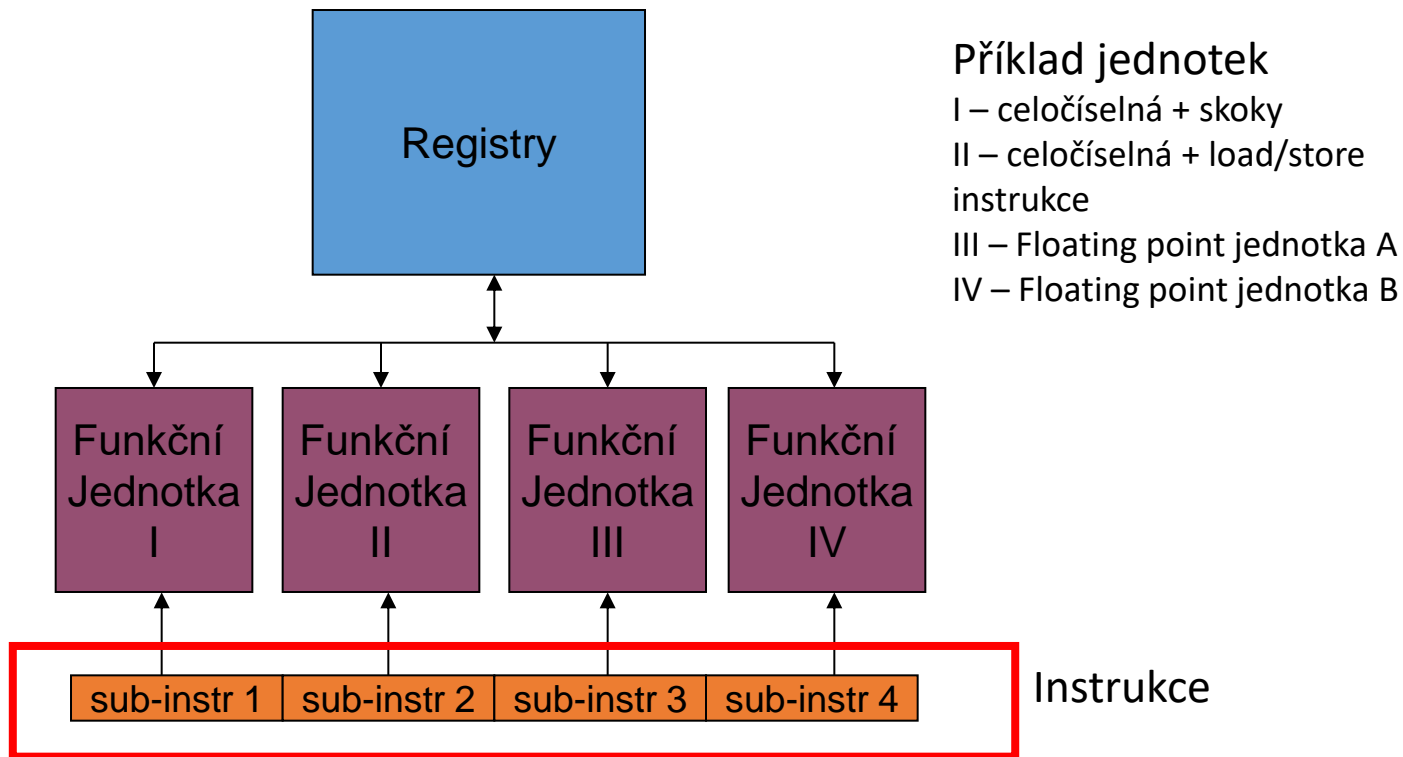 Registry
Příklad jednotek
I – celočíselná + skoky
II – celočíselná + load/store
instrukce
III – Floating point jednotka A
IV – Floating point jednotka B
Funkční
Jednotka
I
Funkční
Jednotka
II
Funkční
Jednotka
III
Funkční
Jednotka
IV
sub-instr 1
sub-instr 2
sub-instr 3
sub-instr 4
Instrukce